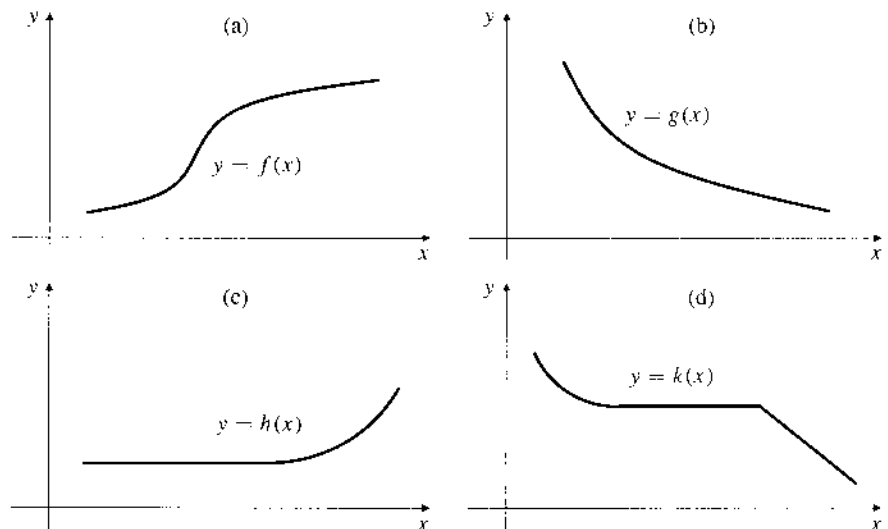 y
(a)
y = f(x)
x
y
(b)
y = g(x)
x
y
(c)
y = h(x)
x
y
(d)
y = k(x)
x